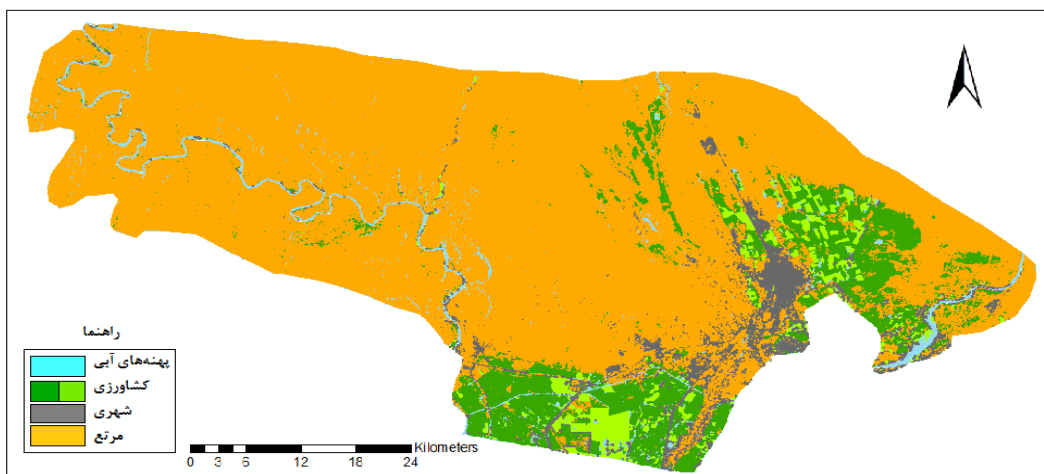 راهنما
پهنه‌های آبی
کشاورزی
شهری
مرتع
Kilometers
0 3 6 12 18 24